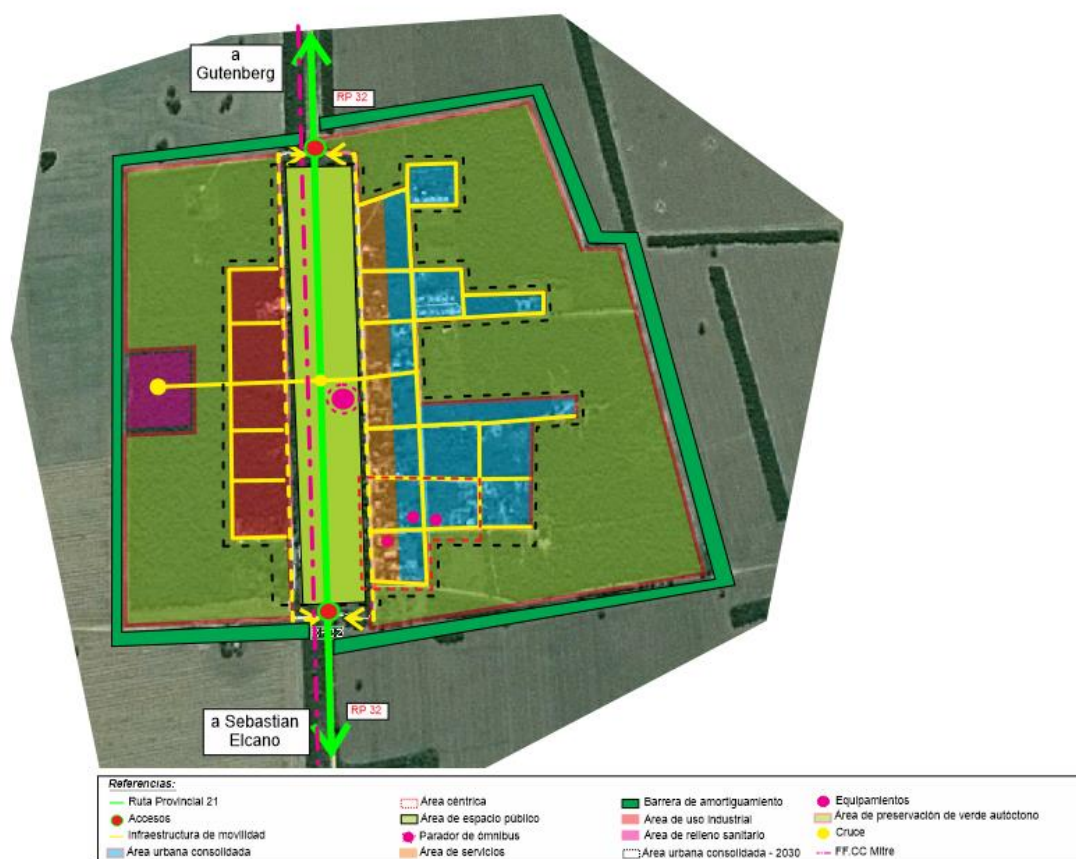 a
Gutenberg
RP 32
RP 32
a Sebastian
Elcano
Referencias:
Ruta Provincial 21
Accesos
Infraestructura de movilidad
Área urbana consolidada
Área céntrica
Área de espacio público
Parador de ómnibus
Área de servicios
Barrera de amortiguamiento
Área de uso industrial
Área de relleno sanitario
Área urbana consolidada - 2030
Equipamientos
Área de preservación de verde autóctono
Cruce
FF.CC Mitre